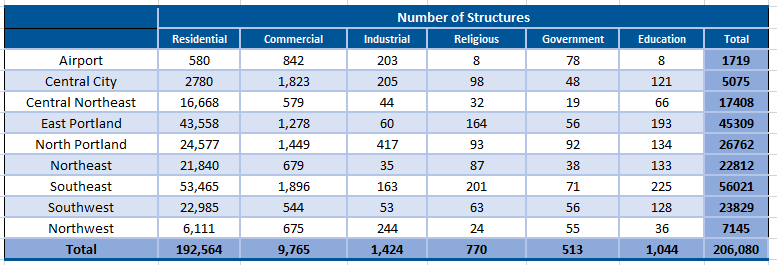 Number of Structures
Residential Commercial Industrial Religious Government Education Total
Airport 580 842 203 8 78 8 1719
Central City 2780 1,823 205 98 48 121 5075
Central Northeast 16,668 579 44 32 19 66 17408
East Portland 43,558 1,278 60 164 56 193 45309
North Portland 24,577 1,449 417 93 92 134 26762
Northeast 21,840 679 35 87 38 133 22812
Southeast 53,465 1,896 163 201 71 225 56021
Southwest 22,985 544 53 63 56 128 23829
Northwest 6,111 675 244 24 55 36 7145
Total 192,564 9,765 1,424 770 513 1,044 206,080